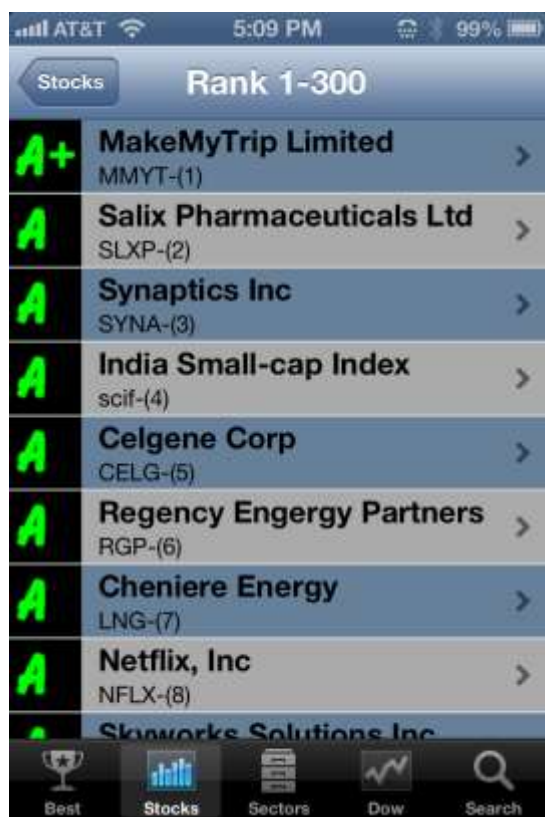 AT&T 5:09 PM 99%
Stocks Rank 1-300
A+ MakeMyTrip Limited
MMYT-(1)
A Salix Pharmaceuticals Ltd
SLXP-(2)
A Synaptics Inc
SYNA-(3)
A India Small-cap Index
scif-(4)
A Celgene Corp
CELG-(5)
A Regency Engergy Partners
RGP-(6)
A Cheniere Energy
LNG-(7)
A Netflix, Inc
NFLX-(8)
A Skyworks Solutions Inc
Best Stocks Sectors Dow Search